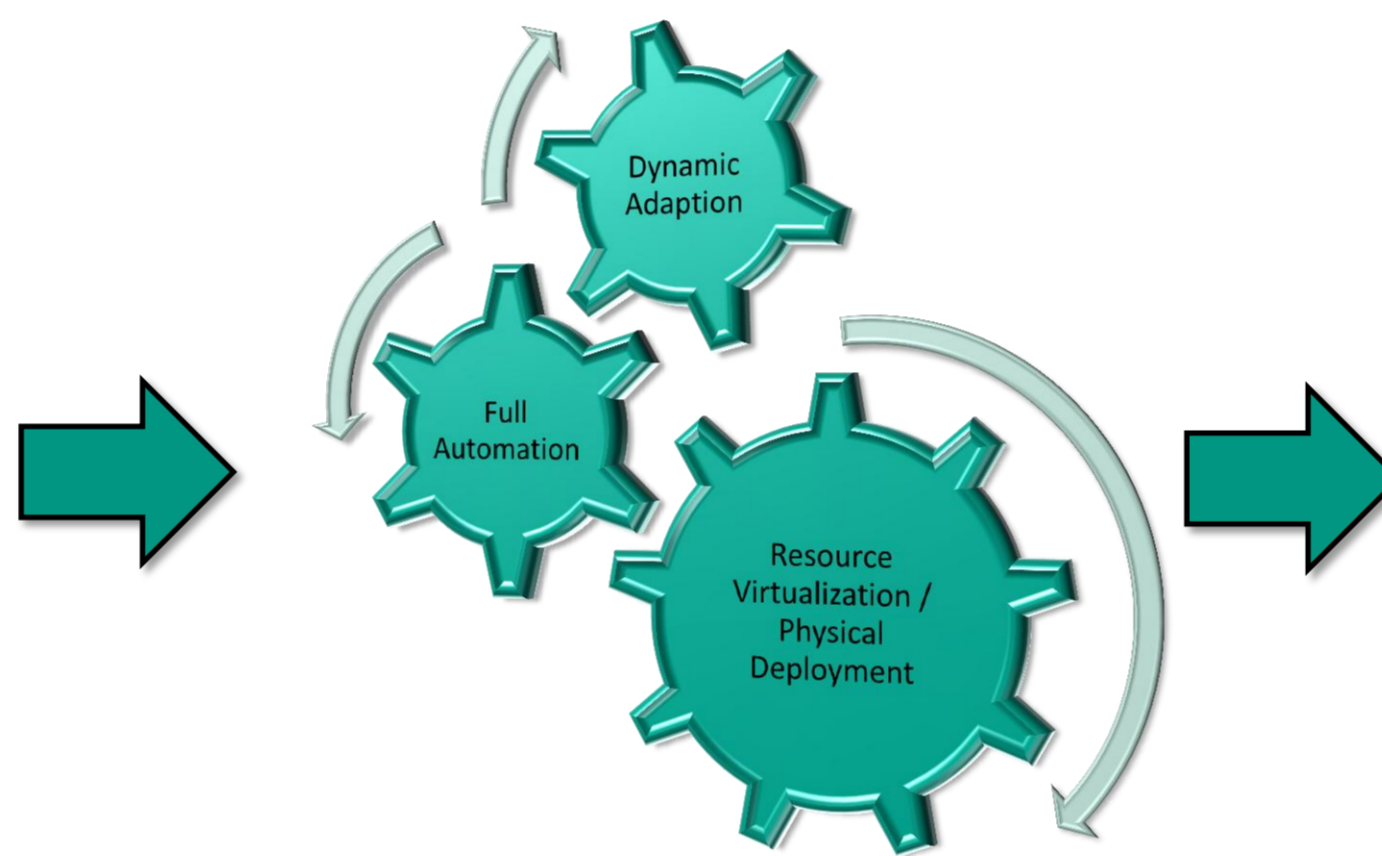 Dynamic
Adaption
Full
Automation
Resource
Virtualization /
Physical
Deployment